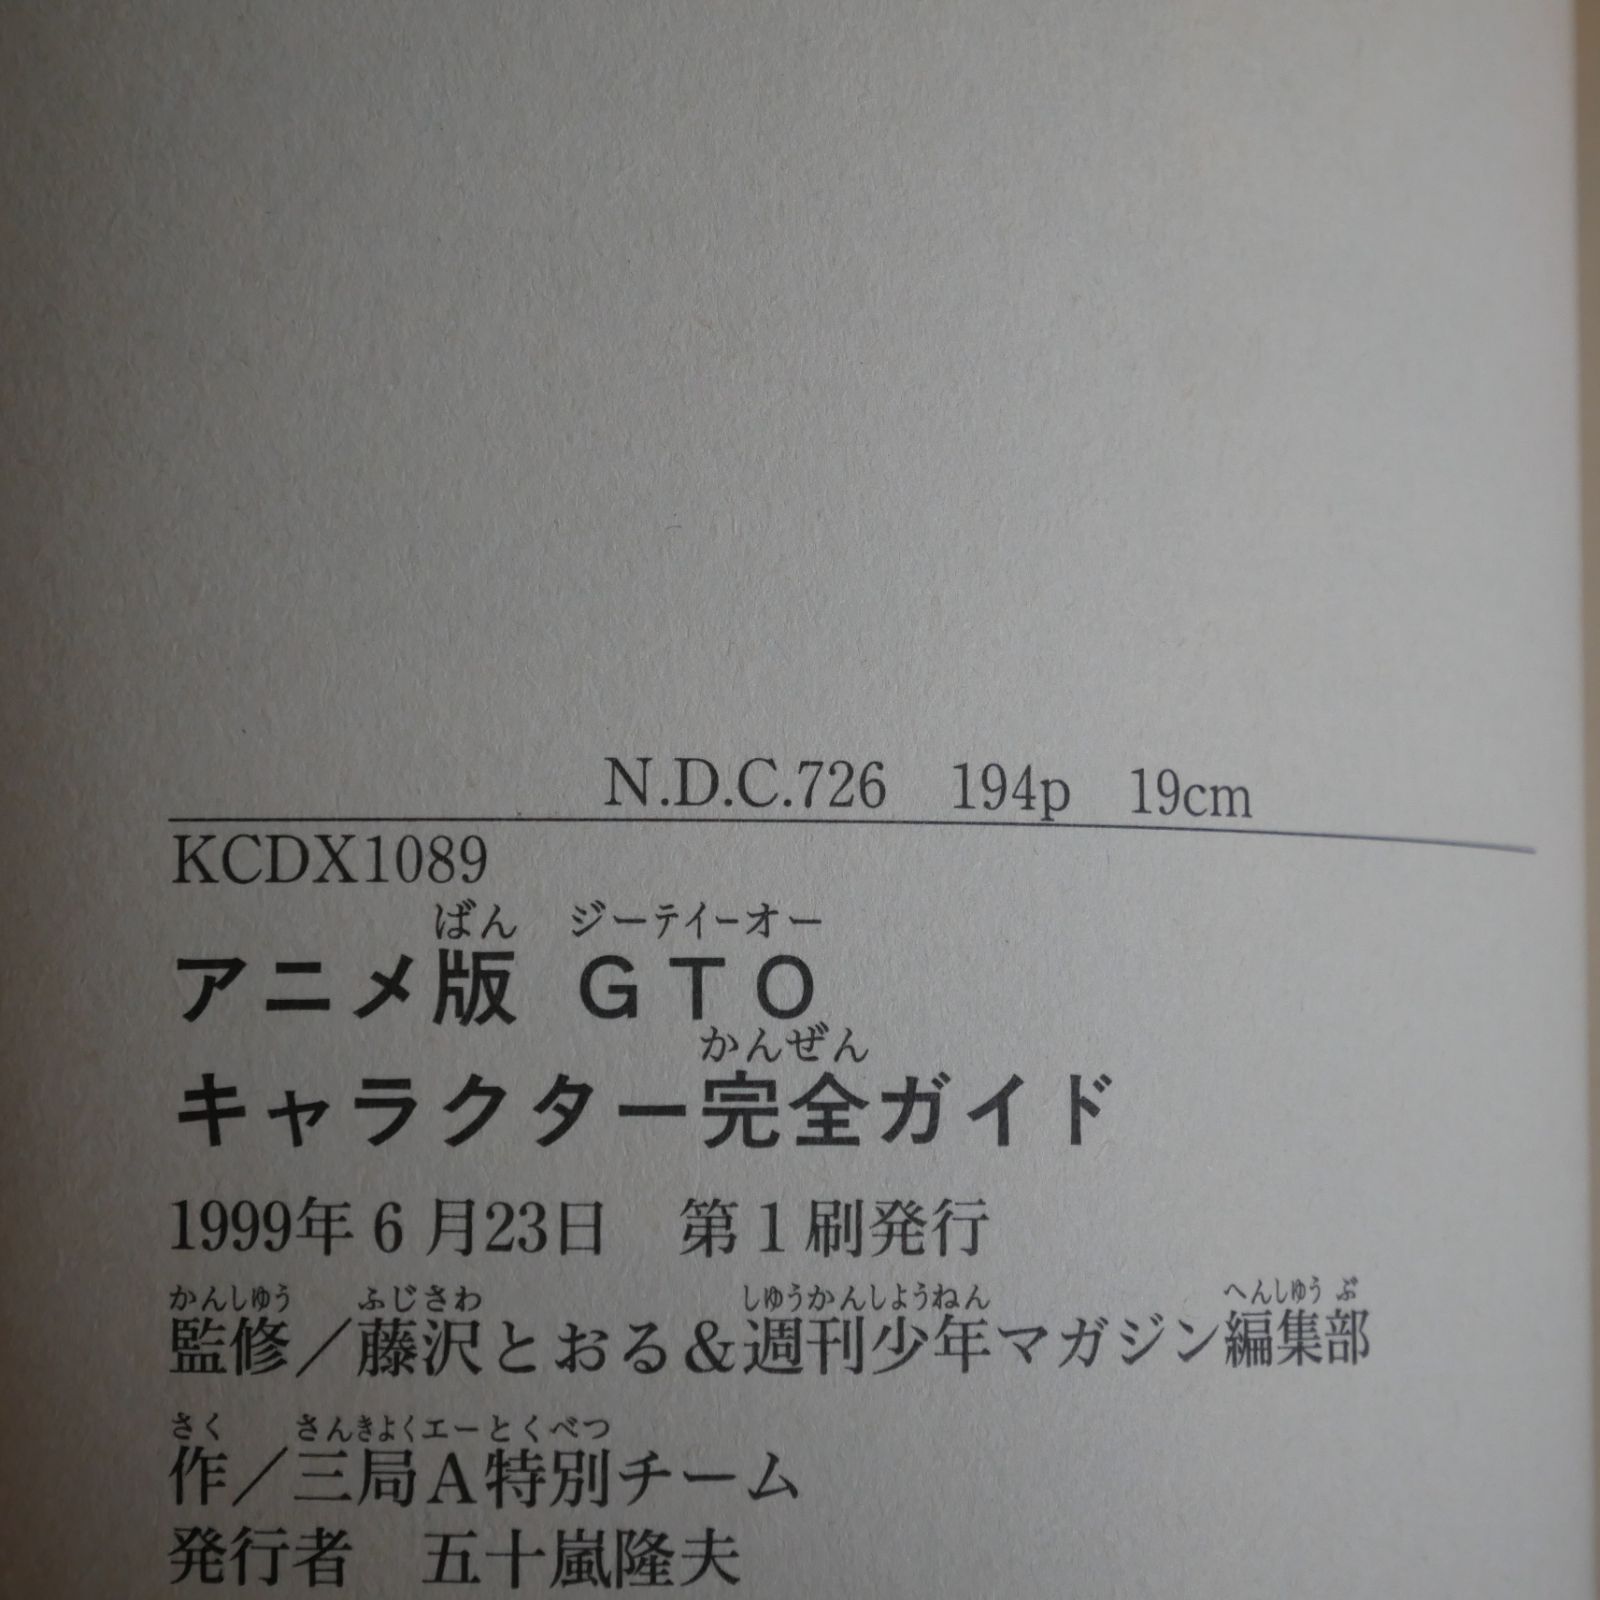 N.D.C.726 194p 19cm
KCDX1089
ばん ジーティーオー
アニメ版 GTO
かんぜん
キャラクター完全ガイド
1999年6月23日 第1刷発行
かんしゆう ふじさわ しゆうかんしようねん へんしゆう ぶ
監修／藤沢とおる&週刊少年マガジン編集部
さく さんきよくエーとくべつ
作／三局A特別チーム
発行者 五十嵐隆夫